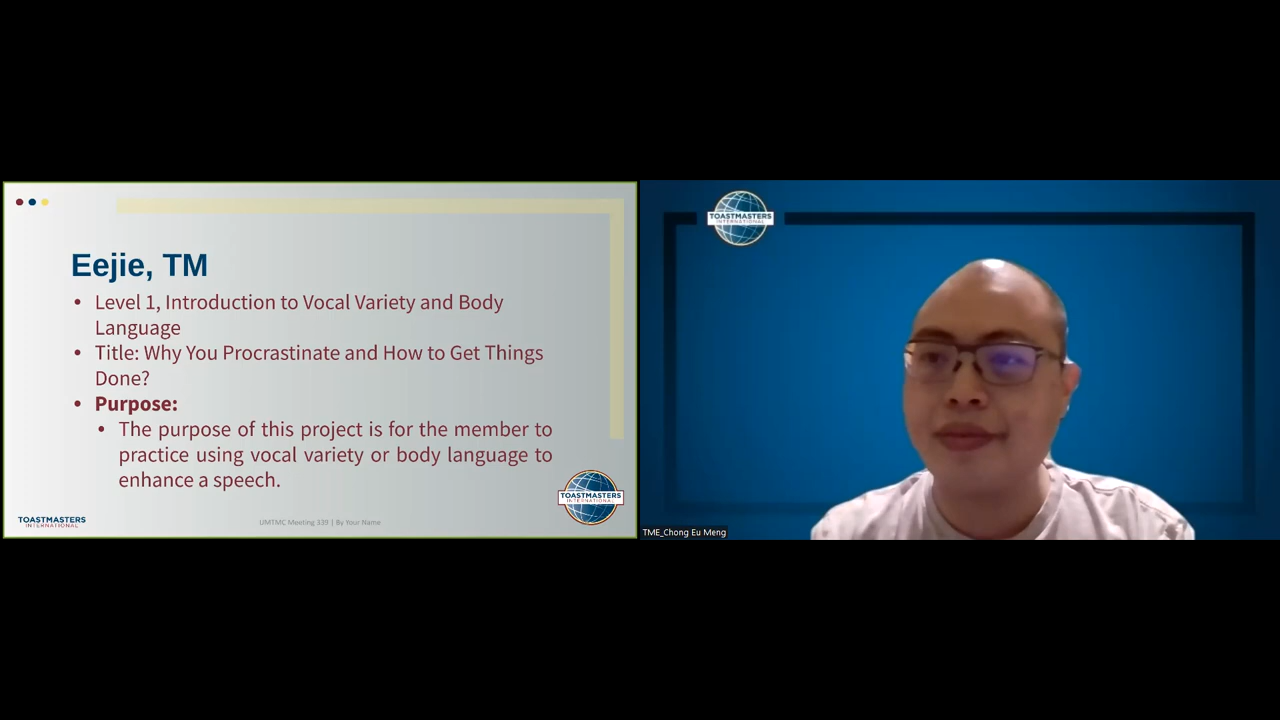 Eejie, TM
• Level 1, Introduction to Vocal Variety and Body
Language
• Title: Why You Procrastinate and How to Get Things
Done?
• Purpose:
• The purpose of this project is for the member to
practice using vocal variety or body language to
enhance a speech.
TOASTMASTERS
INTERNATIONAL
UMTMC Meeting 339 | By Your Name
TOASTMASTERS
INTERNATIONAL
TOASTMASTERS
INTERNATIONAL
TME_Chong Eu Meng